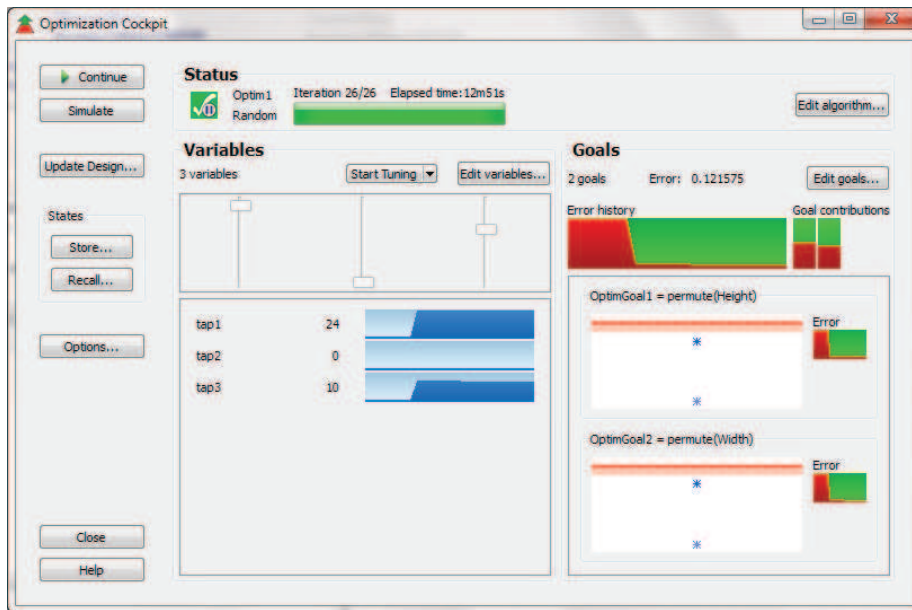 Optimization Cockpit
Continue
Simulate
Update Design...
States
Store...
Recall...
Options...
Close
Help
Status
Optim1
Random
Iteration 26/26 Elapsed time:12m51s
Edit algorithm...
Variables
3 variables
Start Tuning
Edit variables...
tap1 24
tap2 0
tap3 10
Goals
2 goals Error: 0.121575
Edit goals...
Error history
Goal contributions
OptimGoal1 = permute(Height)
Error
OptimGoal2 = permute(Width)
Error